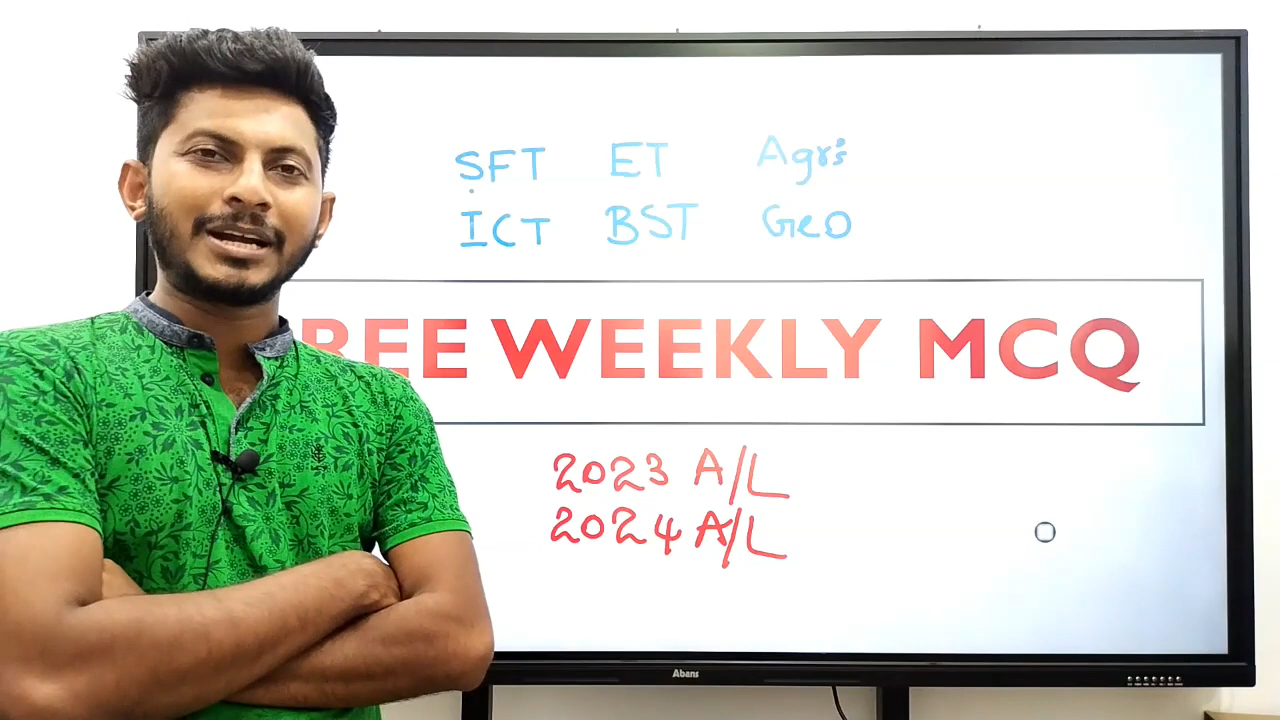 SFT ET Agri
ICT BST Geo
REE WEEKLY MCQ
2023 A/L
2024 A/L
Abans